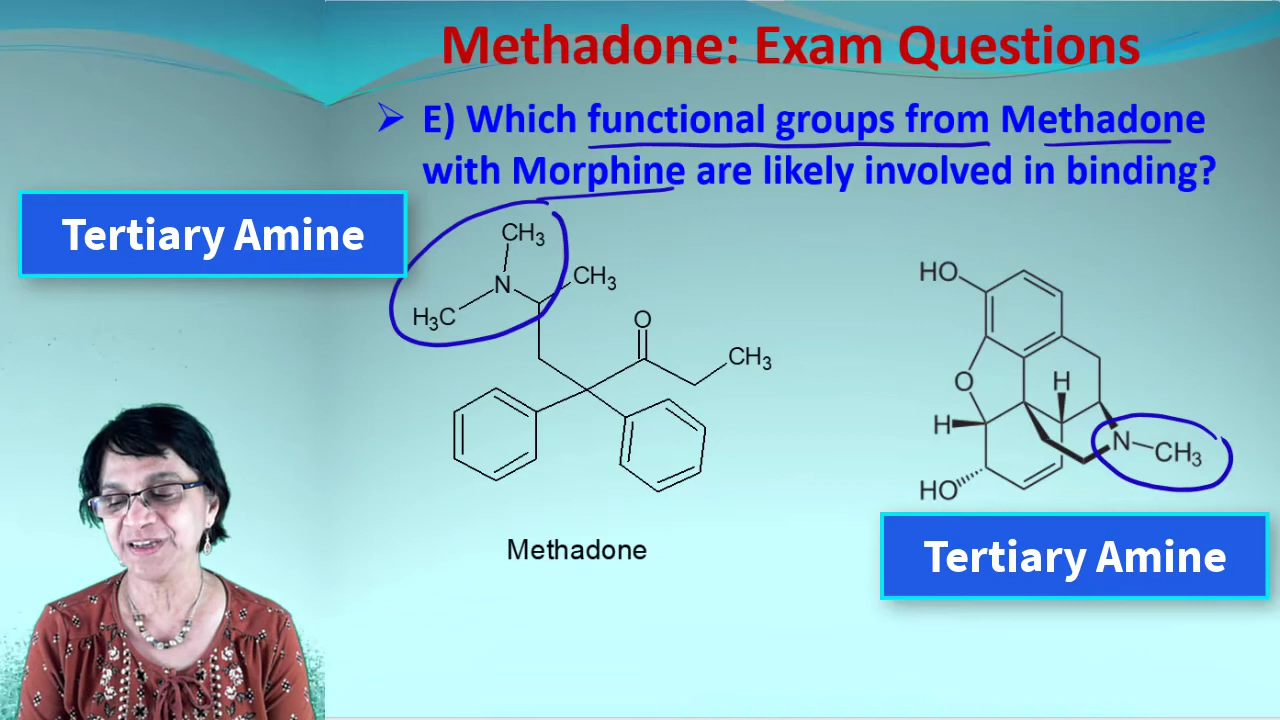 Methadone: Exam Questions
E) Which functional groups from Methadone
with Morphine are likely involved in binding?
Tertiary Amine
CH3
N
CH3
H3C
O
CH3
Methadone
HO
O
H
H
N
CH3
HO
Tertiary Amine